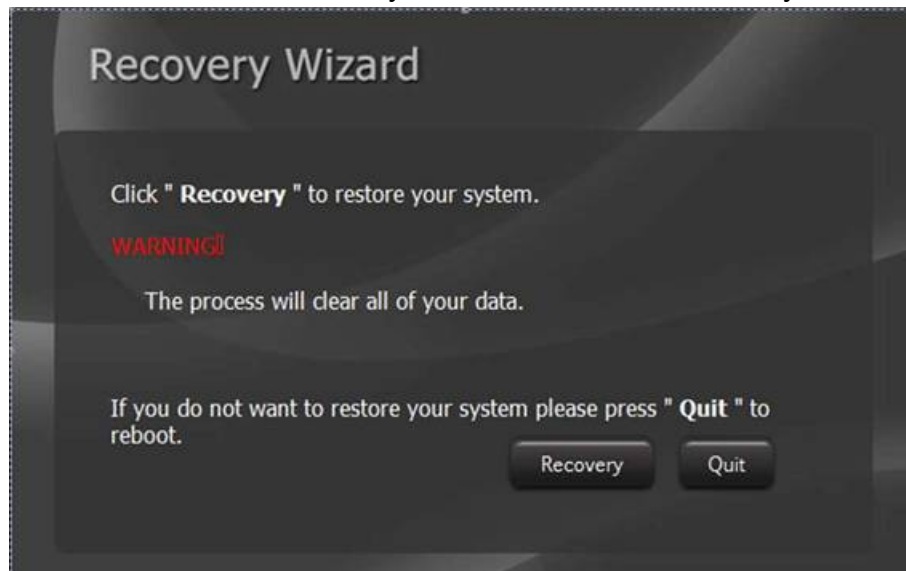 Recovery Wizard
Click " Recovery " to restore your system.
WARNING▯
The process will clear all of your data.
If you do not want to restore your system please press " Quit " to
reboot.
Recovery
Quit